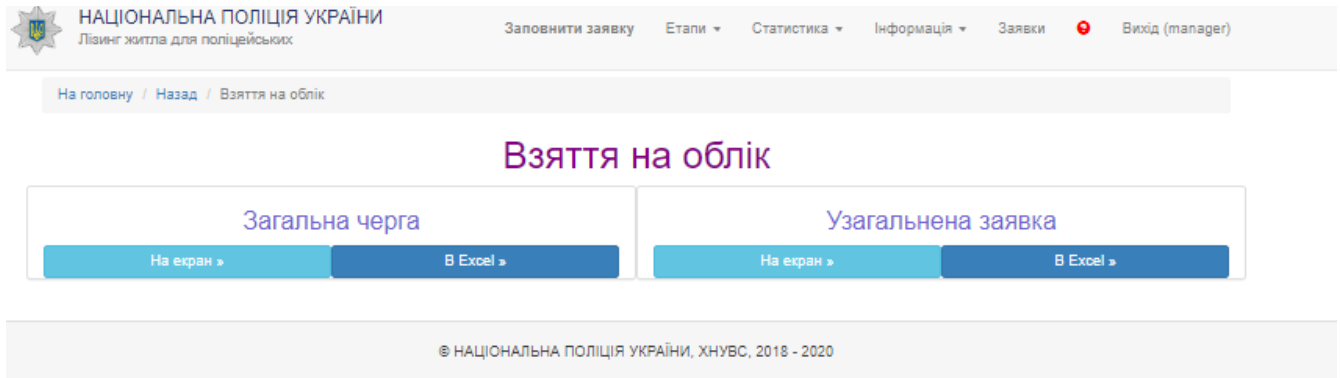 НАЦІОНАЛЬНА ПОЛІЦІЯ УКРАЇНИ
Лізинг житла для поліцейських
Заповнити заявку Етапи Статистика Інформація Заявки Вихід (manager)
На головну / Назад / Взяття на облік
Взяття на облік
Загальна черга Узагальнена заявка
На екран » В Excel » На екран » В Excel »
© НАЦІОНАЛЬНА ПОЛІЦІЯ УКРАЇНИ, ХНУВС, 2018 - 2020